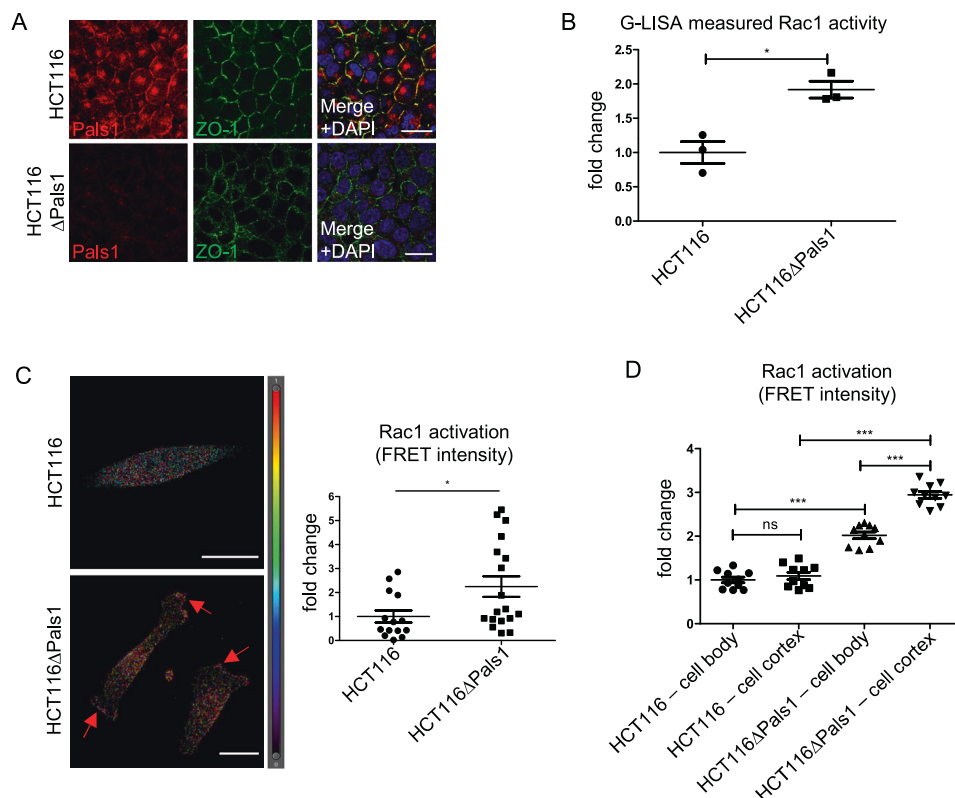 A
HCT116
Pals1
ZO-1
Merge
+DAPI
HCT116
ΔPals1
Pals1
ZO-1
Merge
+DAPI
B
G-LISA measured Rac1 activity
fold change
2.5
2.0
1.5
1.0
0.5
0.0
*
HCT116
HCT116ΔPals1
C
HCT116
HCT116ΔPals1
Rac1 activation
(FRET intensity)
fold change
6
5
4
3
2
1
0
*
HCT116
HCT116ΔPals1
D
Rac1 activation
(FRET intensity)
fold change
4
3
2
1
0
***
***
***
ns
HCT116 – cell body
HCT116 – cell cortex
HCT116ΔPals1 – cell body
HCT116ΔPals1 – cell cortex